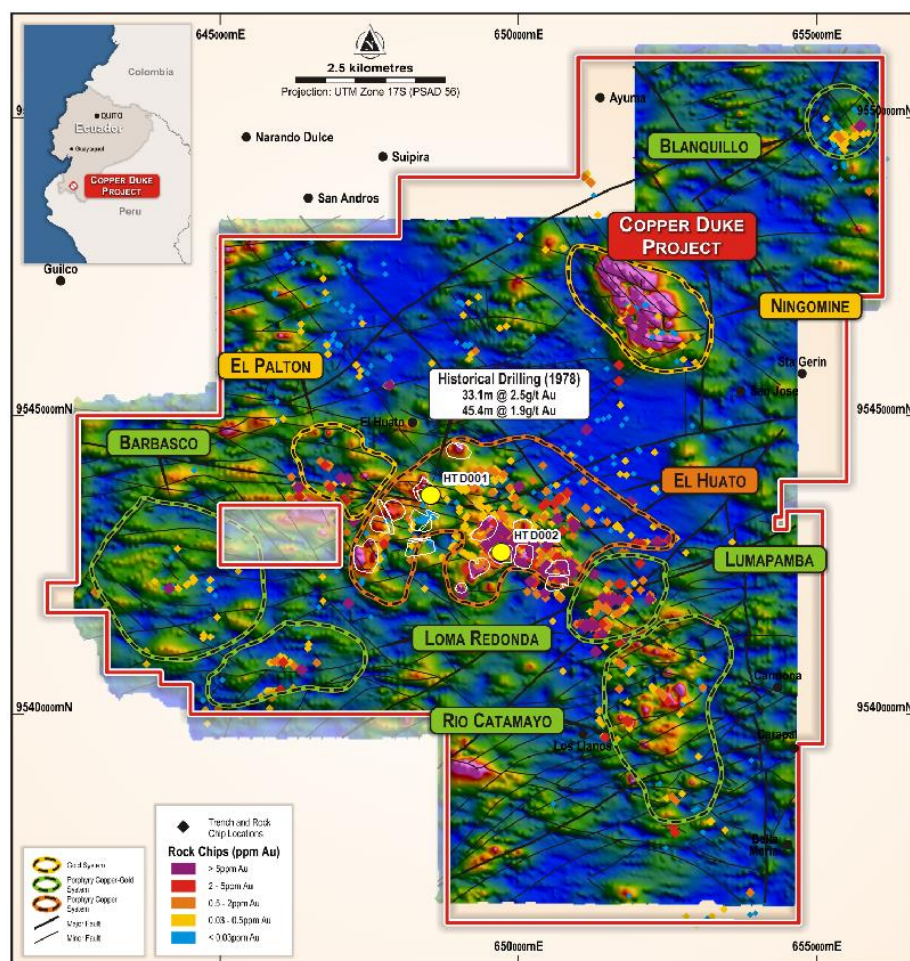 645000mE
650000mE
655000mE
2.5 kilometres
Projection: UTM Zone 17S (PSAD 56)
Colombia
QUITO
Ecuador
Guayaquil
COPPER DUKE
PROJECT
Peru
Ayuma
9550000mN
Narando Dulce
BLANQUILLO
Suipira
San Andros
COPPER DUKE
PROJECT
Guilco
NINGOMINE
EL PALTON
Sta Gerin
Historical Drilling (1978)
33.1m @ 2.5g/t Au
45.4m @ 1.9g/t Au
San Jose
9545000mN
9545000mN
El Huato
BARBASCO
HTD001
EL HUATO
HTD002
LUMAPAMBA
LOMA REDONDA
Carmona
9540000mN
9540000mN
RIO CATAMAYO
Los Llanos
Catapal
Bella
Maria
Trench and Rock
Chip Locations
Rock Chips (ppm Au)
> 5ppm Au
2 - 5ppm Au
0.5 - 2ppm Au
0.03 - 0.5ppm Au
< 0.03ppm Au
Gold System
Porphyry Copper-Gold
System
Porphyry Copper
System
Major Fault
Minor Fault
650000mE
655000mE